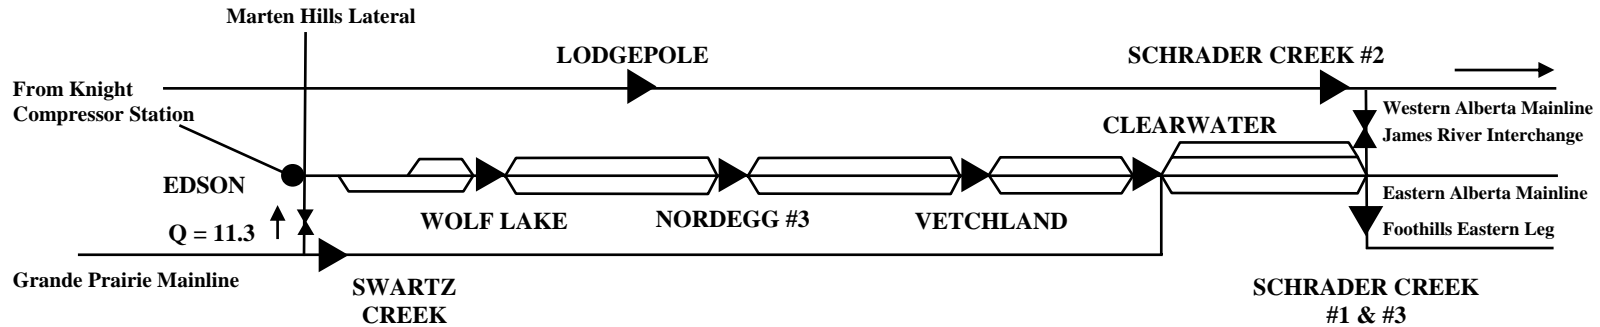 Marten Hills Lateral
LODGEPOLE
SCHRADER CREEK #2
From Knight
Compressor Station
Western Alberta Mainline
CLEARWATER
James River Interchange
EDSON
Eastern Alberta Mainline
WOLF LAKE
NORDEGG #3
VETCHLAND
Q = 11.3
Foothills Eastern Leg
Grande Prairie Mainline
SWARTZ
CREEK
SCHRADER CREEK
#1 & #3